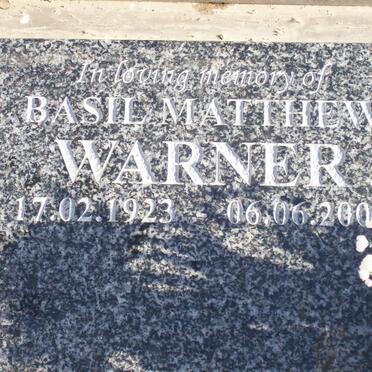 In loving memory of
BASIL MATTHEW
WARNER
17.02.1923 - 06.06.200